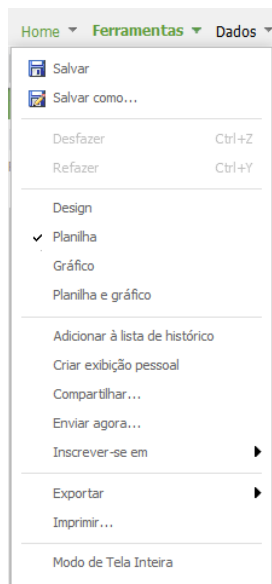 Home Ferramentas Dados
Salvar
Salvar como...
Desfazer Ctrl+Z
Refazer Ctrl+Y
Design
Planilha
Gráfico
Planilha e gráfico
Adicionar à lista de histórico
Criar exibição pessoal
Compartilhar...
Enviar agora...
Inscrever-se em
Exportar
Imprimir...
Modo de Tela Inteira